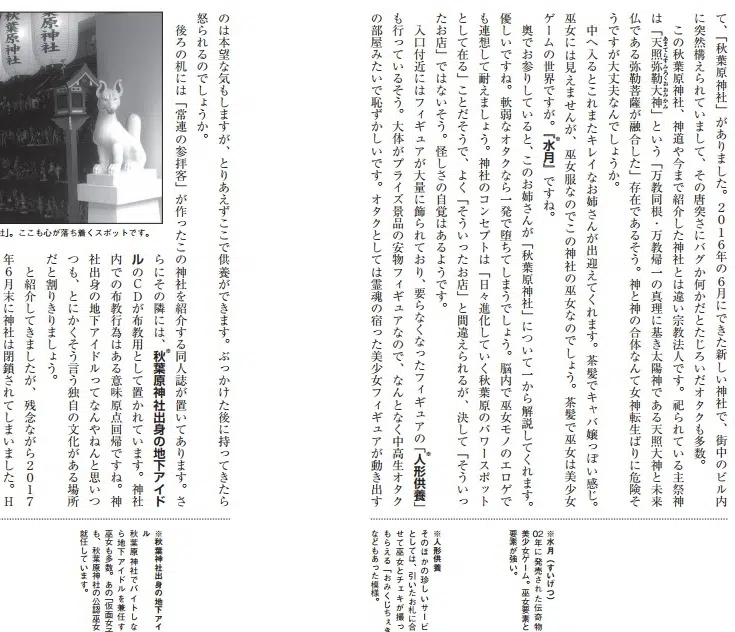 て、「秋葉原神社」がありました。2016年の6月にできた新しい神社で、街中のビル内
に突然構えられていまして、その唐突さにバグか何かだとたじろいだオタクも多数。
この秋葉原神社、神道や今まで紹介した神社とは違い宗教法人です。祀られている主祭神
は「天照弥勒大神」という「万教同根・万教帰一の真理に基き太陽神である天照大神と未来
仏である弥勒菩薩が融合した」存在であるそう。神と神の合体なんて女神転生ばりに危険そ
うですが大丈夫なんでしょうか。
中へ入るとこれまたキレイなお姉さんが出迎えてくれます。茶髪でキャバ嬢っぽい感じ。
巫女には見えませんが、巫女服なのでこの神社の巫女なのでしょう。茶髪で巫女は美少女
ゲームの世界ですが。『水月』※ですね。
奥でお参りしていると、このお姉さんが「秋葉原神社」について一から解説してくれます。
優しいですね。軟弱なオタクなら一発で堕ちてしまうでしょう。脳内で巫女モノのエロゲで
も連想して耐えましょう。神社のコンセプトは「日々進化していく秋葉原のパワースポット
として在る」ことだそうで、よく「そういったお店」と間違えられるが、決して「そういっ
たお店」ではないそう。怪しさの自覚はあるようです。
入口付近にはフィギュアが大量に飾られており、要らなくなったフィギュアの「人形供養」※
も行っているそう。大体がプライズ景品の安物フィギュアなので、なんとなく中高生オタク
の部屋みたいで恥ずかしいです。オタクとしては霊魂の宿った美少女フィギュアが動き出す
※水月(すいげつ)
02年に発売された伝奇物
美少女ゲーム。巫女要素と
要素が強い。
※人形供養
そのほかの珍しいサービ
としては、引いたお札に合
せて巫女とチェキが撮っ
もらえる「おみくじちぇき
などもあった模様。
のは本望な気もしますが、とりあえずここで供養ができます。ぶっかけた後に持ってきたら
怒られるのでしょうか。
後ろの机には「常連の参拝客」が作ったこの神社を紹介する同人誌が置いてあります。さ
らにその隣には、秋葉原神社出身の地下アイド
ル※のCDが布教用として置かれています。神社
内での布教行為はある意味原点回帰ですね。神
社出身の地下アイドルってなんやねんと思いつ
つも、とにかくそう言う独自の文化がある場所
だと割りきりましょう。
と紹介してきましたが、残念ながら2017
年6月末に神社は閉鎖されてしまいました。H
葉原神社
原神社
社』。ここも心が落ち着くスポットです。
※秋葉神社出身の地下アイ
ル
秋葉原神社でバイトしな
ら地下アイドルを兼任す
巫女も多数。あの「仮面女子
も、秋葉原神社の公認巫女
就任しています。